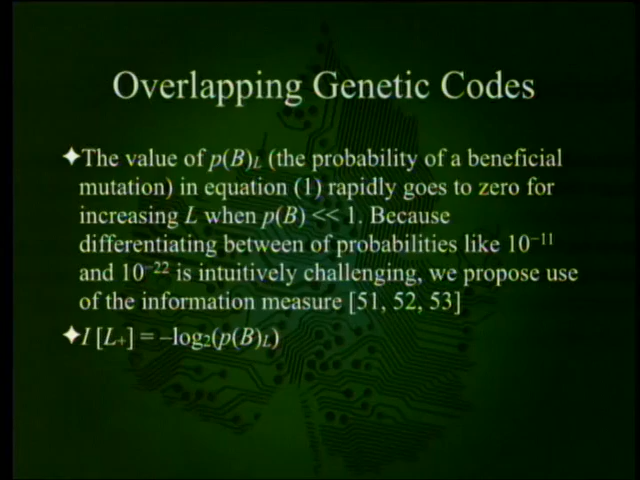 Overlapping Genetic Codes
✦The value of p(B)L (the probability of a beneficial
mutation) in equation (1) rapidly goes to zero for
increasing L when p(B) << 1. Because
differentiating between of probabilities like 10⁻¹¹
and 10⁻²² is intuitively challenging, we propose use
of the information measure [51, 52, 53]
✦I [L₊] = –log₂(p(B)L)